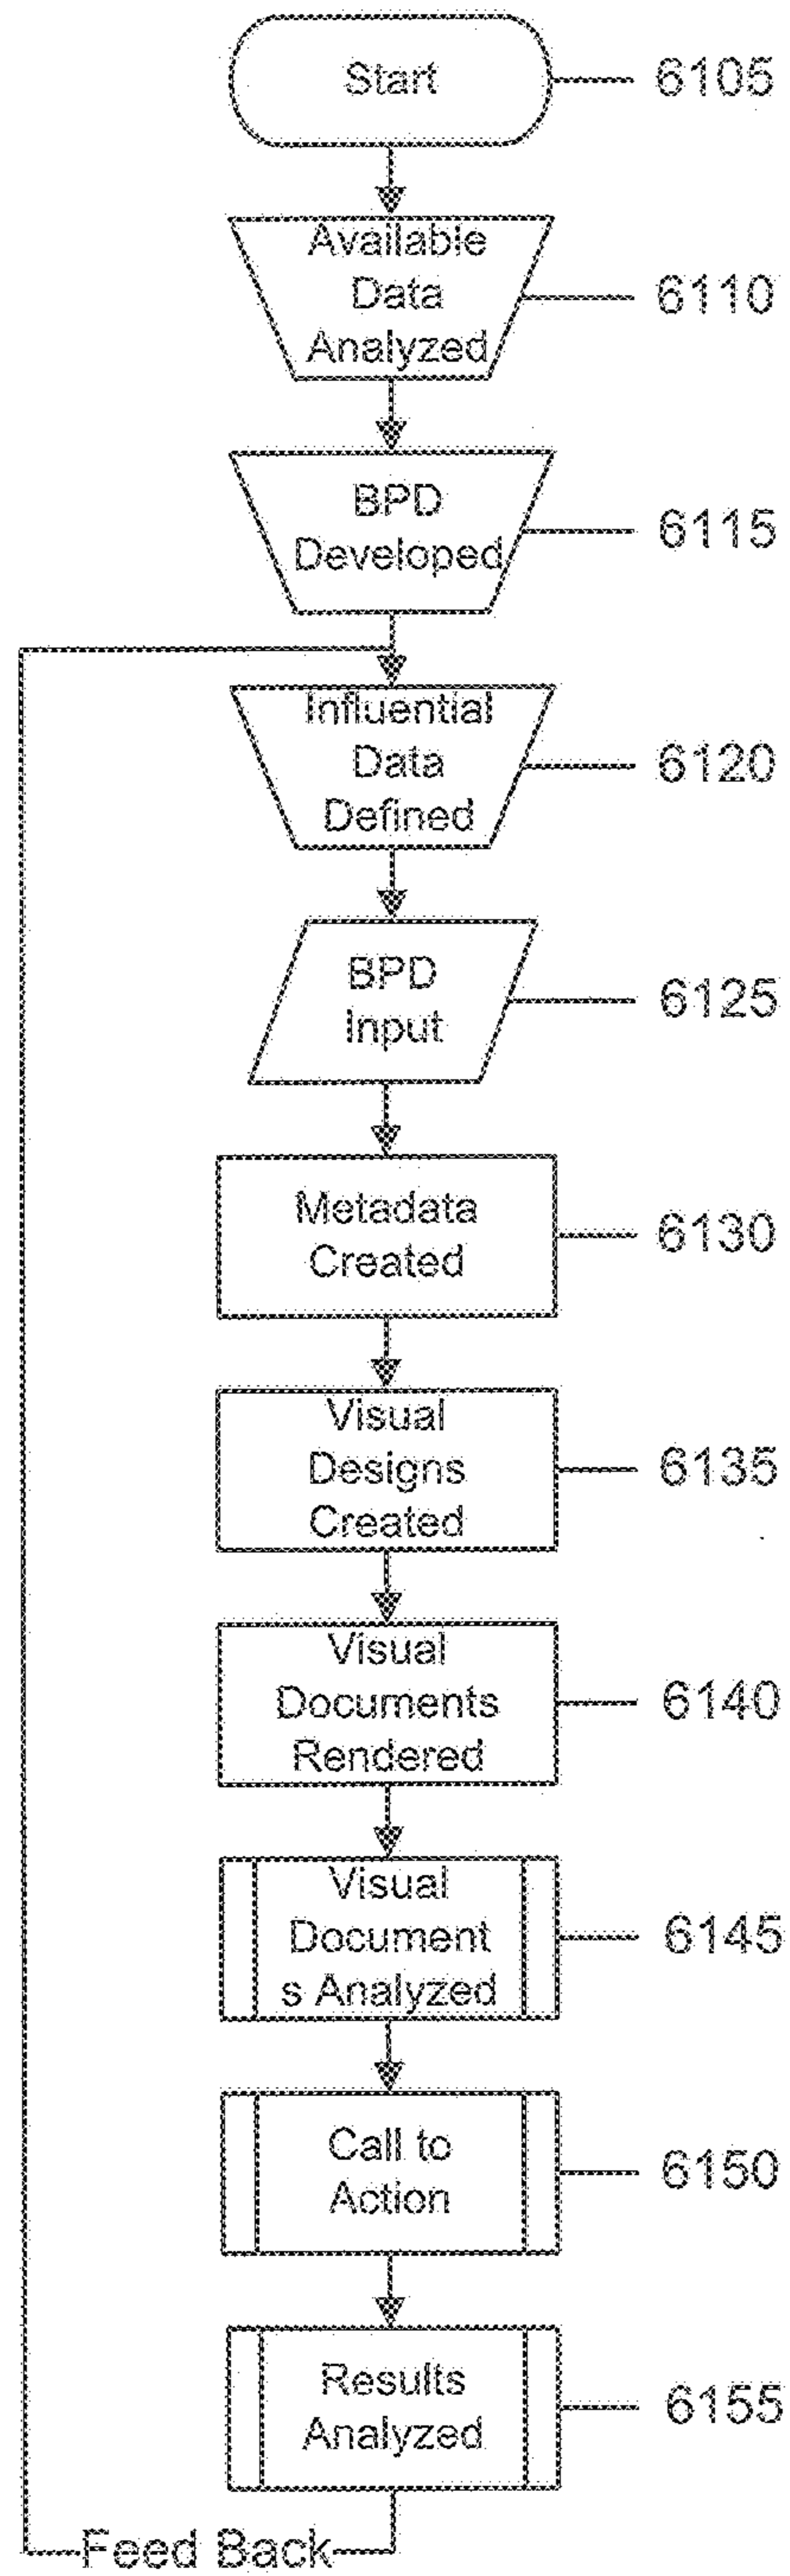 Start
6105
Available
Data
Analyzed
6110
BPD
Developed
6115
Influential
Data
Defined
6120
BPD
Input
6125
Metadata
Created
6130
Visual
Designs
Created
6135
Visual
Documents
Rendered
6140
Visual
Document
s Analyzed
6145
Call to
Action
6150
Results
Analyzed
6155
Feed Back